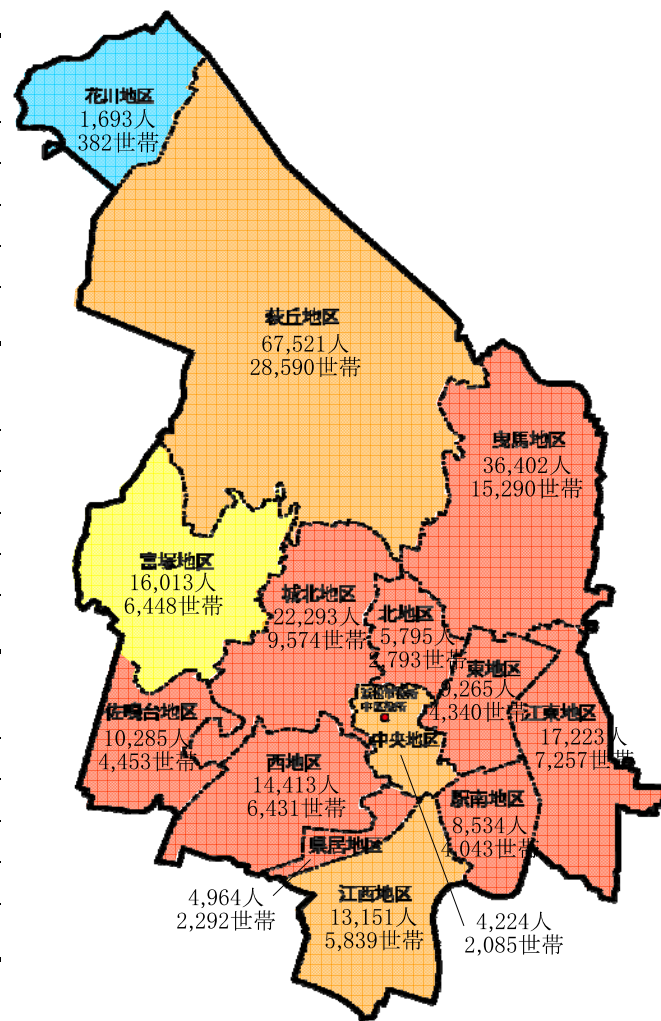 花川地区
1,693人
382世帯
萩丘地区
67,521人
28,590世帯
曳馬地区
36,402人
15,290世帯
富塚地区
16,013人
6,448世帯
城北地区
22,293人
9,574世帯
北地区
5,795人
2,793世帯
東地区
9,265人
4,340世帯
江東地区
17,223人
7,257世帯
佐鳴台地区
10,285人
4,453世帯
中区役所
中央地区
西地区
14,413人
6,431世帯
駅南地区
8,534人
4,043世帯
県居地区
4,964人
2,292世帯
江西地区
13,151人
5,839世帯
4,224人
2,085世帯